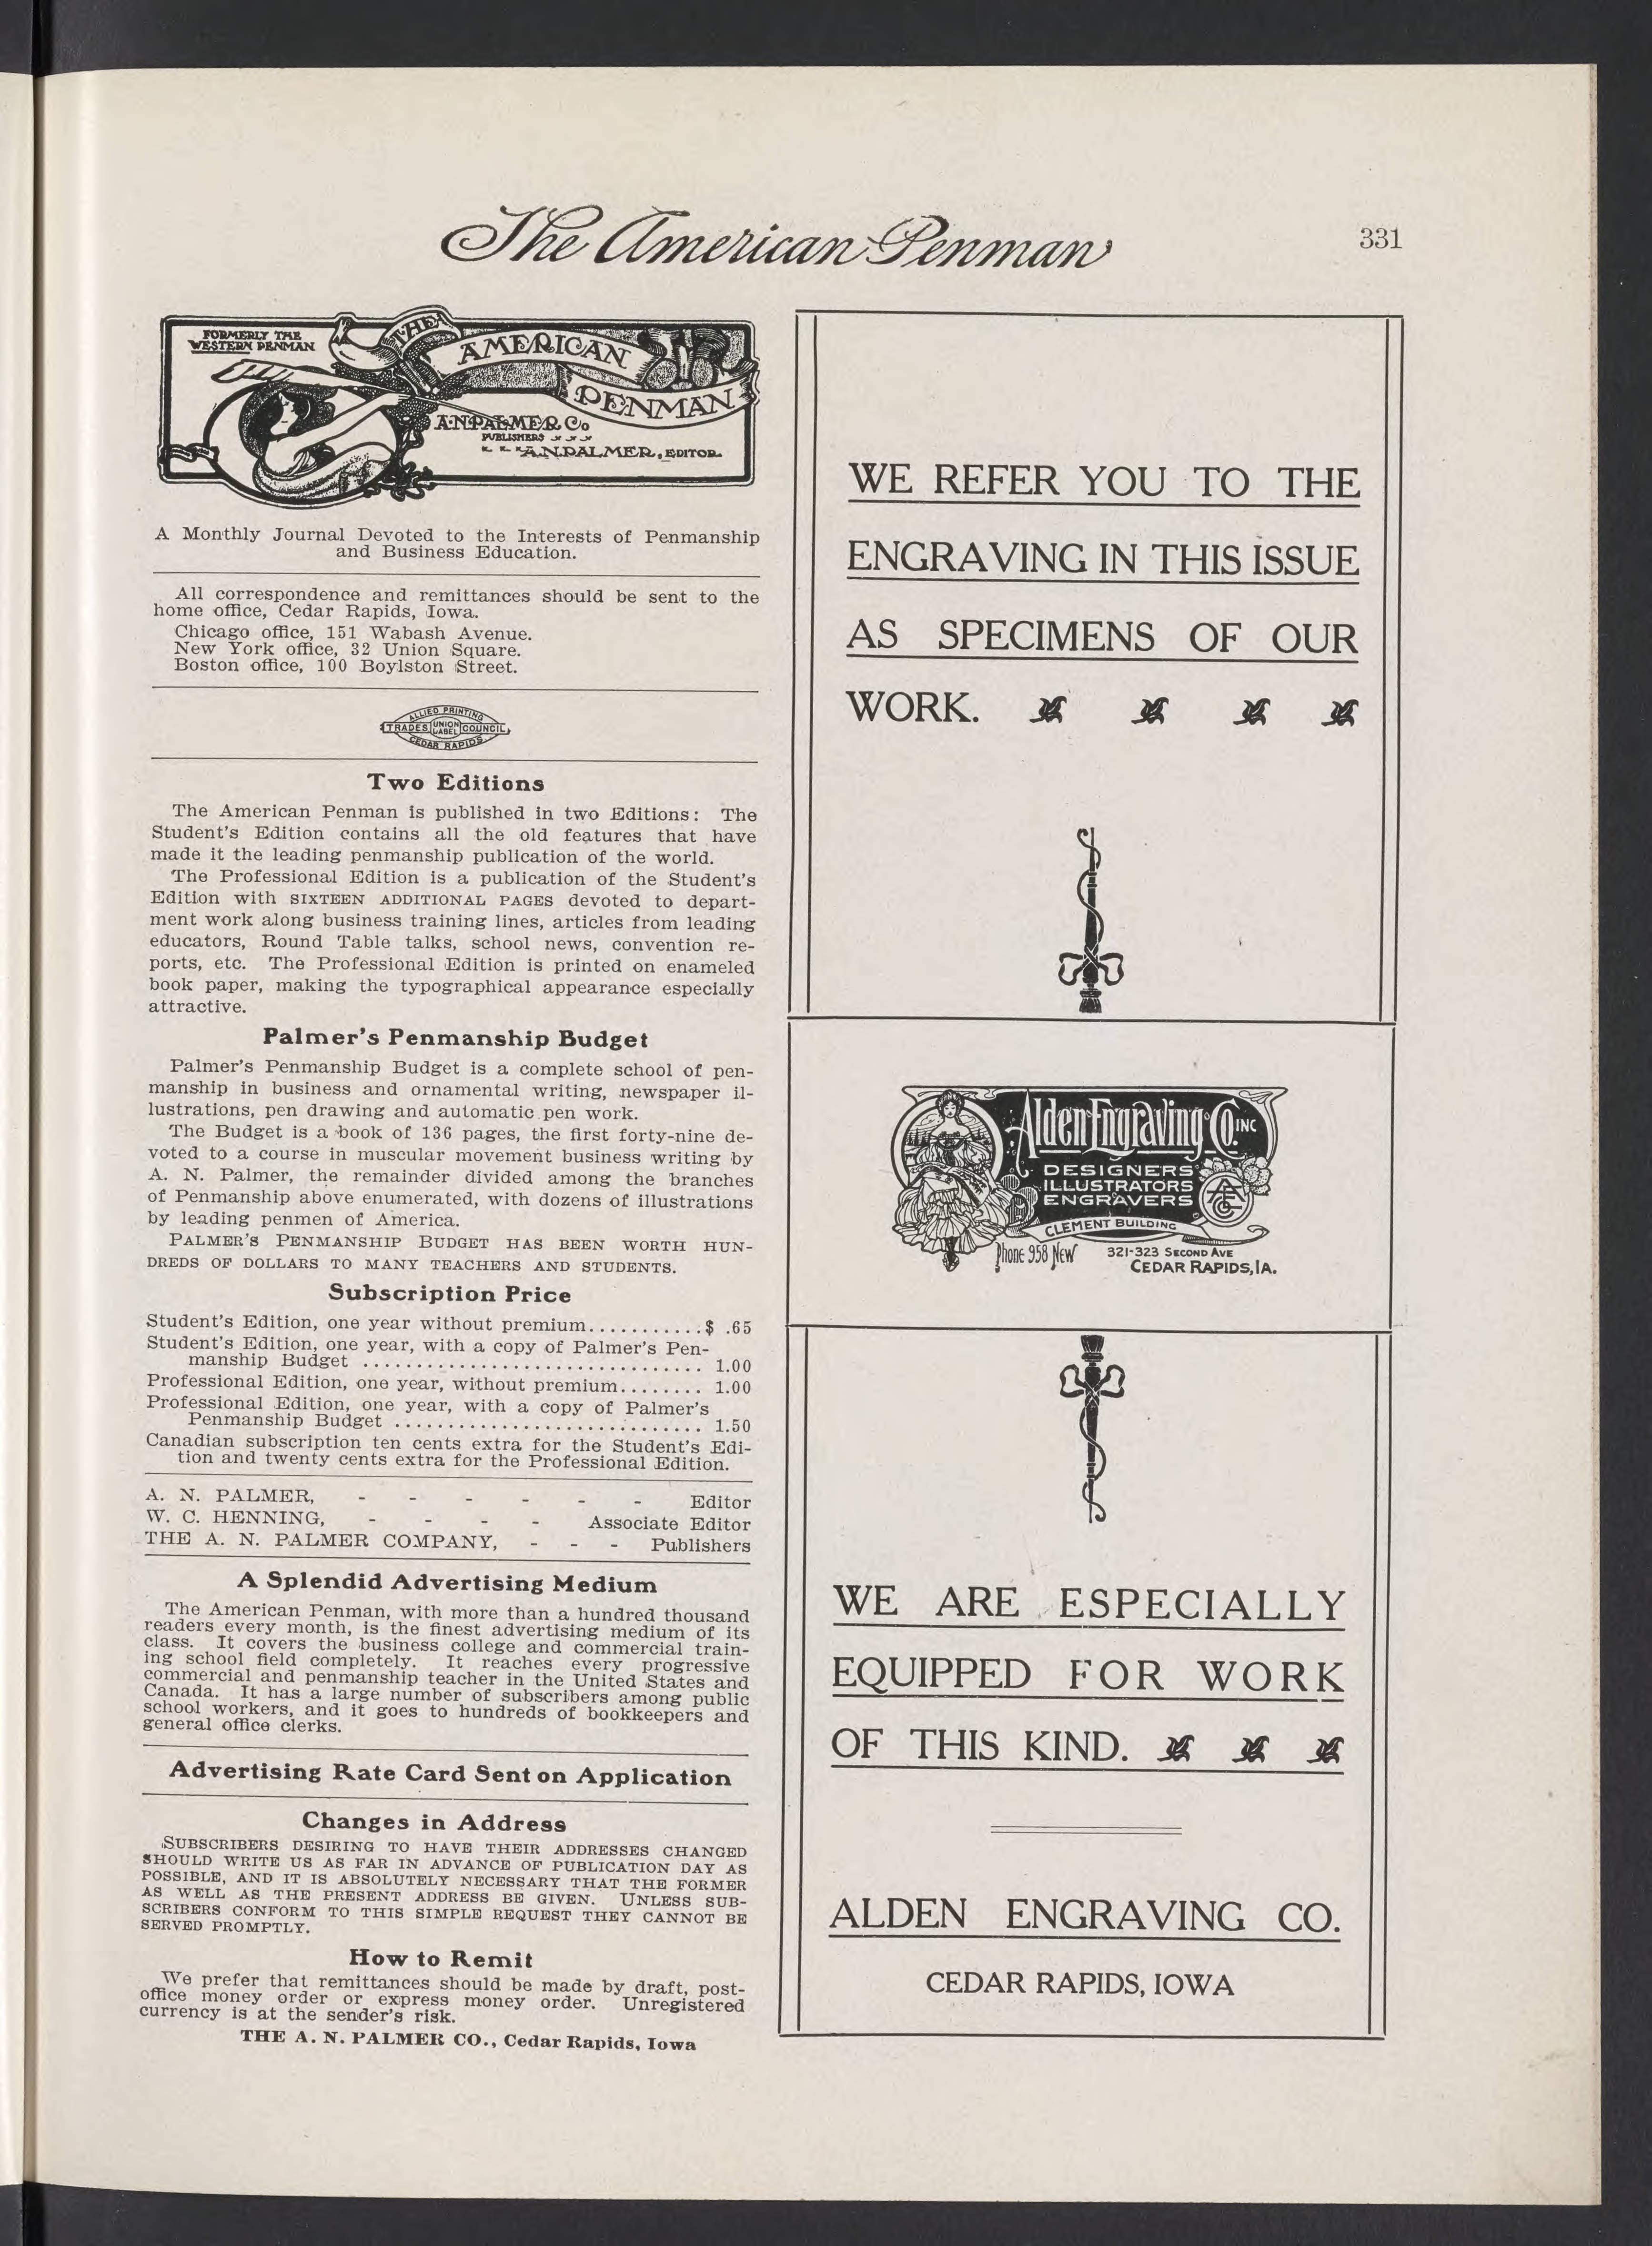 The American Penman
331
FORMERLY THE
WESTERN PENMAN
THE
AMERICAN
PENMAN
A·N·PALMER Co
PUBLISHERS
A.N.PALMER, EDITOR.
A Monthly Journal Devoted to the Interests of Penmanship
and Business Education.
All correspondence and remittances should be sent to the
home office, Cedar Rapids, Iowa.
Chicago office, 151 Wabash Avenue.
New York office, 32 Union Square.
Boston office, 100 Boylston Street.
ALLIED PRINTING
TRADES UNION LABEL COUNCIL
CEDAR RAPIDS
Two Editions
The American Penman is published in two Editions: The
Student's Edition contains all the old features that have
made it the leading penmanship publication of the world.
The Professional Edition is a publication of the Student's
Edition with SIXTEEN ADDITIONAL PAGES devoted to depart-
ment work along business training lines, articles from leading
educators, Round Table talks, school news, convention re-
ports, etc. The Professional Edition is printed on enameled
book paper, making the typographical appearance especially
attractive.
Palmer's Penmanship Budget
Palmer's Penmanship Budget is a complete school of pen-
manship in business and ornamental writing, newspaper il-
lustrations, pen drawing and automatic pen work.
The Budget is a book of 136 pages, the first forty-nine de-
voted to a course in muscular movement business writing by
A. N. Palmer, the remainder divided among the branches
of Penmanship above enumerated, with dozens of illustrations
by leading penmen of America.
PALMER'S PENMANSHIP BUDGET HAS BEEN WORTH HUN-
DREDS OF DOLLARS TO MANY TEACHERS AND STUDENTS.
Subscription Price
Student's Edition, one year without premium...........$ .65
Student's Edition, one year, with a copy of Palmer's Pen-
manship Budget ................................ 1.00
Professional Edition, one year, without premium........ 1.00
Professional Edition, one year, with a copy of Palmer's
Penmanship Budget ............................. 1.50
Canadian subscription ten cents extra for the Student's Edi-
tion and twenty cents extra for the Professional Edition.
A. N. PALMER, - - - - - - Editor
W. C. HENNING, - - - - Associate Editor
THE A. N. PALMER COMPANY, - - - Publishers
A Splendid Advertising Medium
The American Penman, with more than a hundred thousand
readers every month, is the finest advertising medium of its
class. It covers the business college and commercial train-
ing school field completely. It reaches every progressive
commercial and penmanship teacher in the United States and
Canada. It has a large number of subscribers among public
school workers, and it goes to hundreds of bookkeepers and
general office clerks.
Advertising Rate Card Sent on Application
Changes in Address
SUBSCRIBERS DESIRING TO HAVE THEIR ADDRESSES CHANGED
SHOULD WRITE US AS FAR IN ADVANCE OF PUBLICATION DAY AS
POSSIBLE, AND IT IS ABSOLUTELY NECESSARY THAT THE FORMER
AS WELL AS THE PRESENT ADDRESS BE GIVEN. UNLESS SUB-
SCRIBERS CONFORM TO THIS SIMPLE REQUEST THEY CANNOT BE
SERVED PROMPTLY.
How to Remit
We prefer that remittances should be made by draft, post-
office money order or express money order. Unregistered
currency is at the sender's risk.
THE A. N. PALMER CO., Cedar Rapids, Iowa
WE REFER YOU TO THE
ENGRAVING IN THIS ISSUE
AS SPECIMENS OF OUR
WORK.
Alden Engraving Co. INC
DESIGNERS
ILLUSTRATORS
ENGRAVERS
CLEMENT BUILDING
Phone 958 New
321-323 SECOND AVE
CEDAR RAPIDS, IA.
WE ARE ESPECIALLY
EQUIPPED FOR WORK
OF THIS KIND.
ALDEN ENGRAVING CO.
CEDAR RAPIDS, IOWA